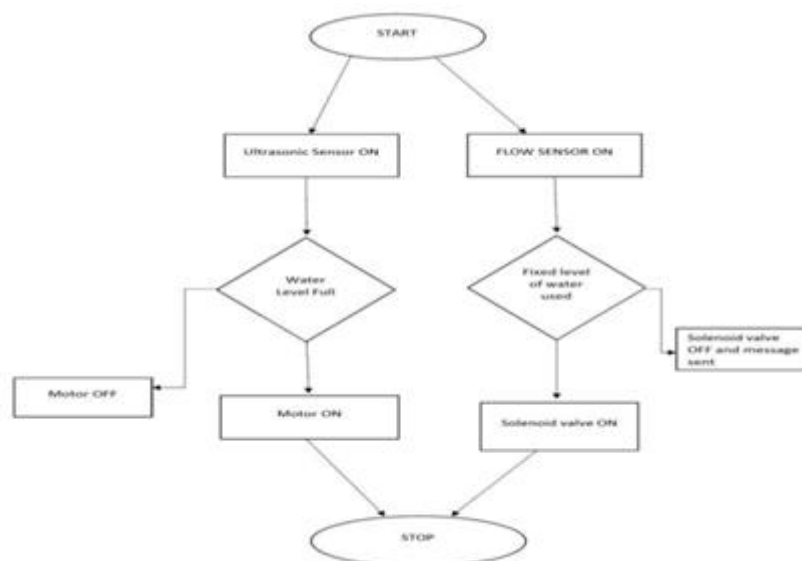 START
Ultrasonic Sensor ON
FLOW SENSOR ON
Water
Level Full
Fixed level
of water
used
Solenoid valve
OFF and message
sent
Motor OFF
Motor ON
Solenoid valve ON
STOP